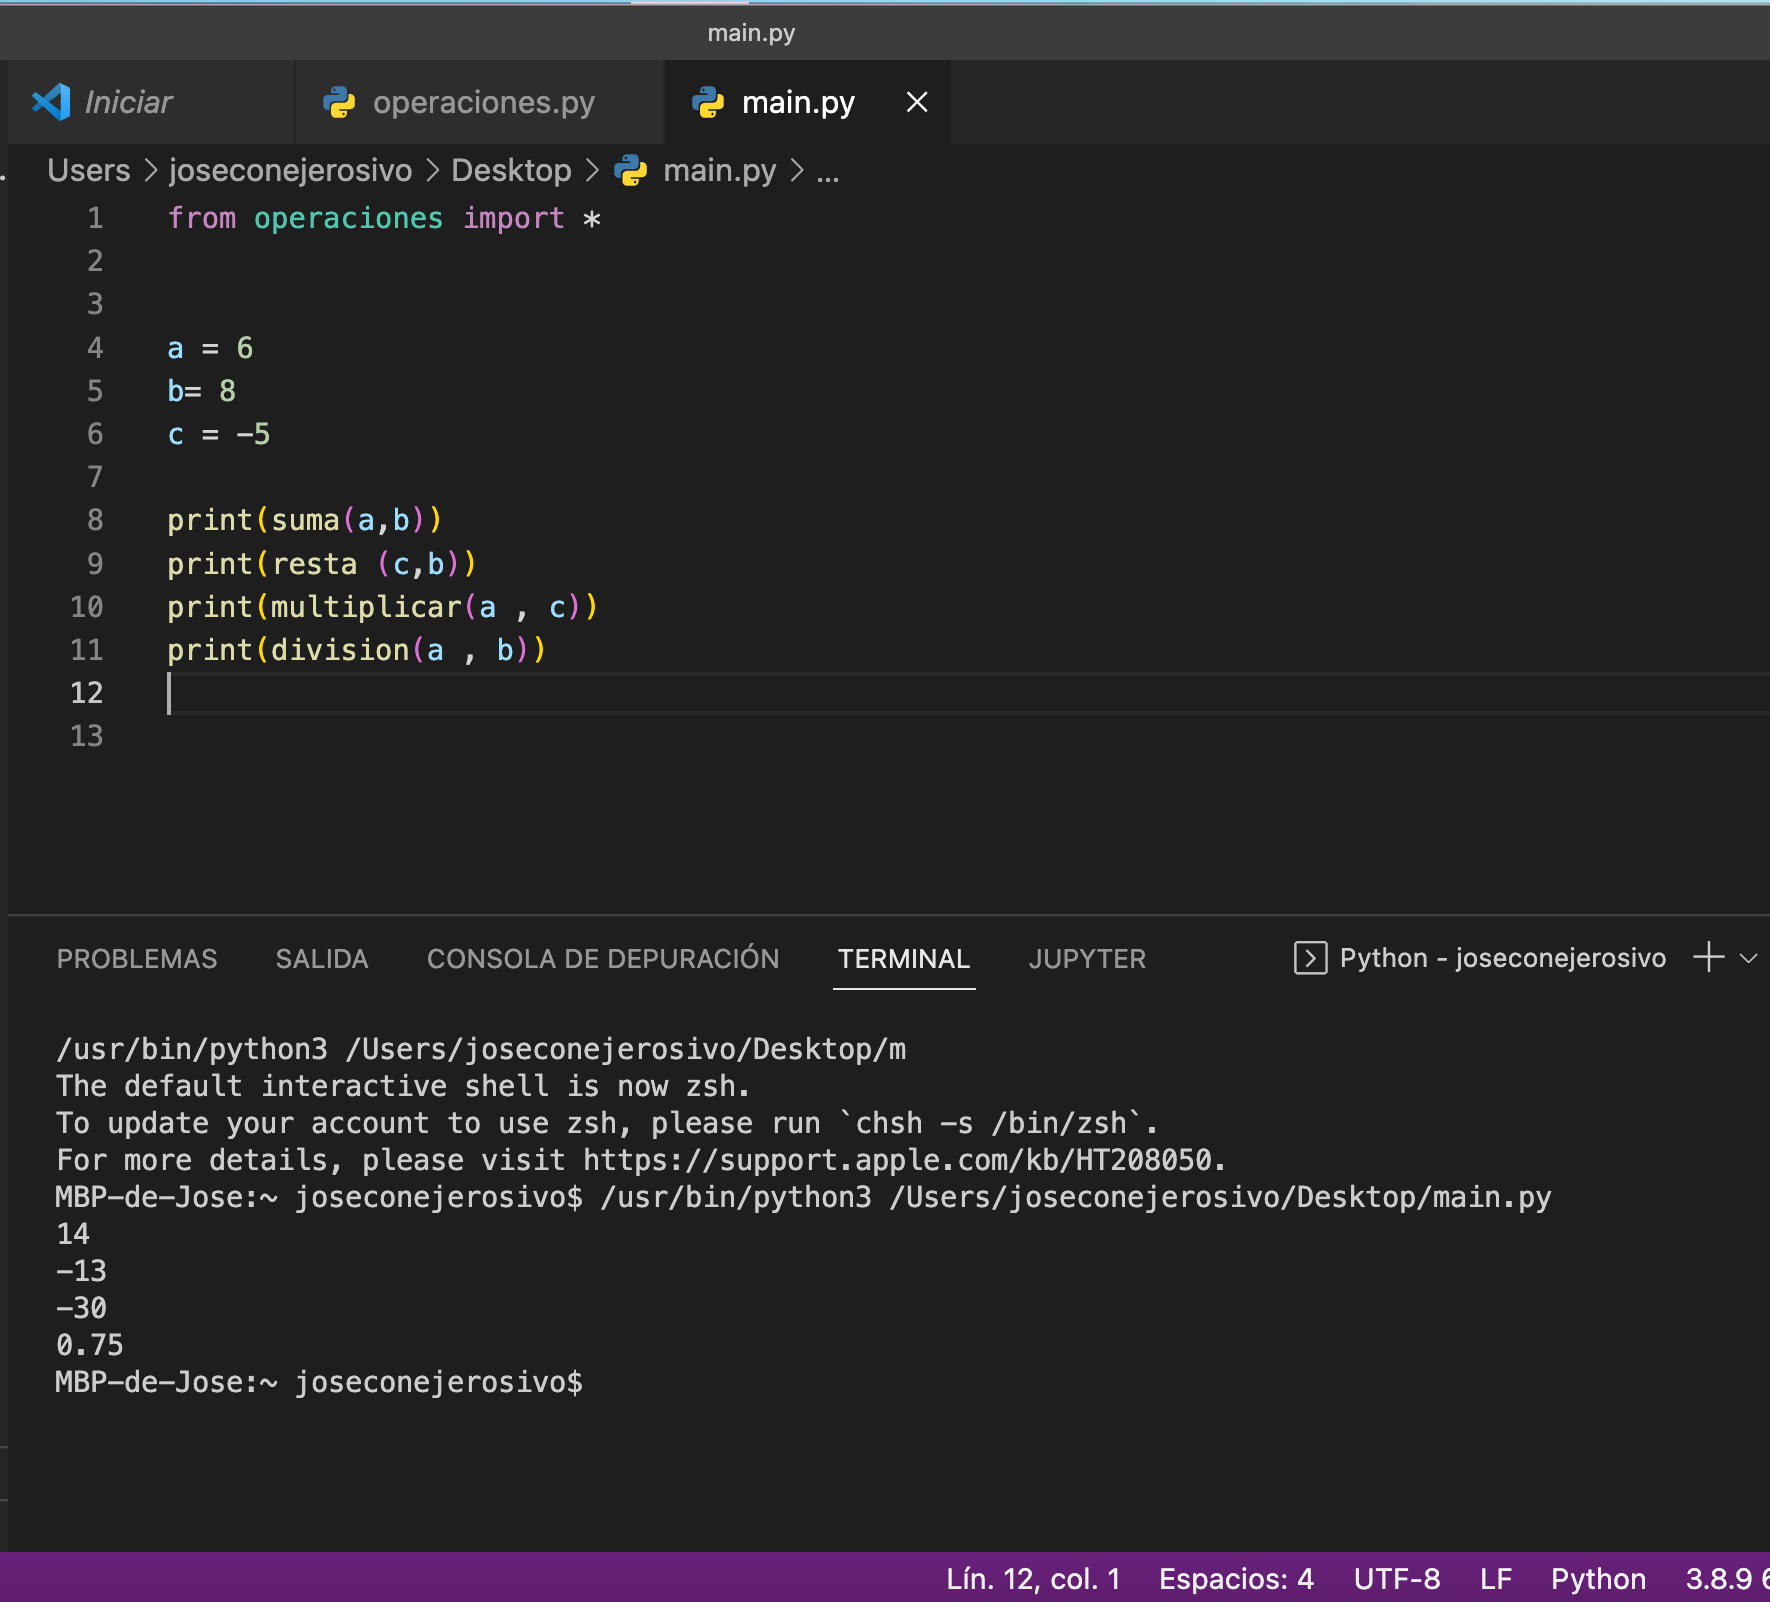 main.py
Iniciar operaciones.py main.py
Users > joseconejerosivo > Desktop > main.py > ...
1 from operaciones import *
2
3
4 a = 6
5 b= 8
6 c = -5
7
8 print(suma(a,b))
9 print(resta (c,b))
10 print(multiplicar(a , c))
11 print(division(a , b))
12
13
PROBLEMAS SALIDA CONSOLA DE DEPURACIÓN TERMINAL JUPYTER Python - joseconejerosivo
/usr/bin/python3 /Users/joseconejerosivo/Desktop/m
The default interactive shell is now zsh.
To update your account to use zsh, please run `chsh -s /bin/zsh`.
For more details, please visit https://support.apple.com/kb/HT208050.
MBP-de-Jose:~ joseconejerosivo$ /usr/bin/python3 /Users/joseconejerosivo/Desktop/main.py
14
-13
-30
0.75
MBP-de-Jose:~ joseconejerosivo$
Lín. 12, col. 1 Espacios: 4 UTF-8 LF Python 3.8.9